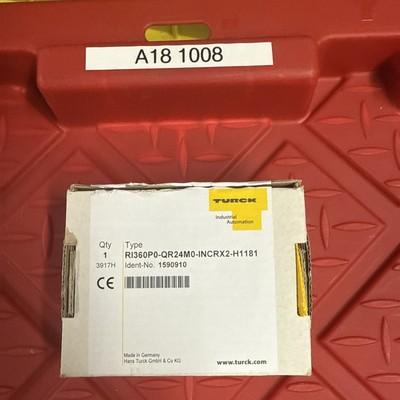 A18 1008
TURCK
Industrial
Automation
Qty
1
3917H
Type
RI360P0-QR24M0-INCRX2-H1181
Ident-No. 1590910
CE
Made in Germany
Hans Turck GmbH & Co KG
www.turck.com